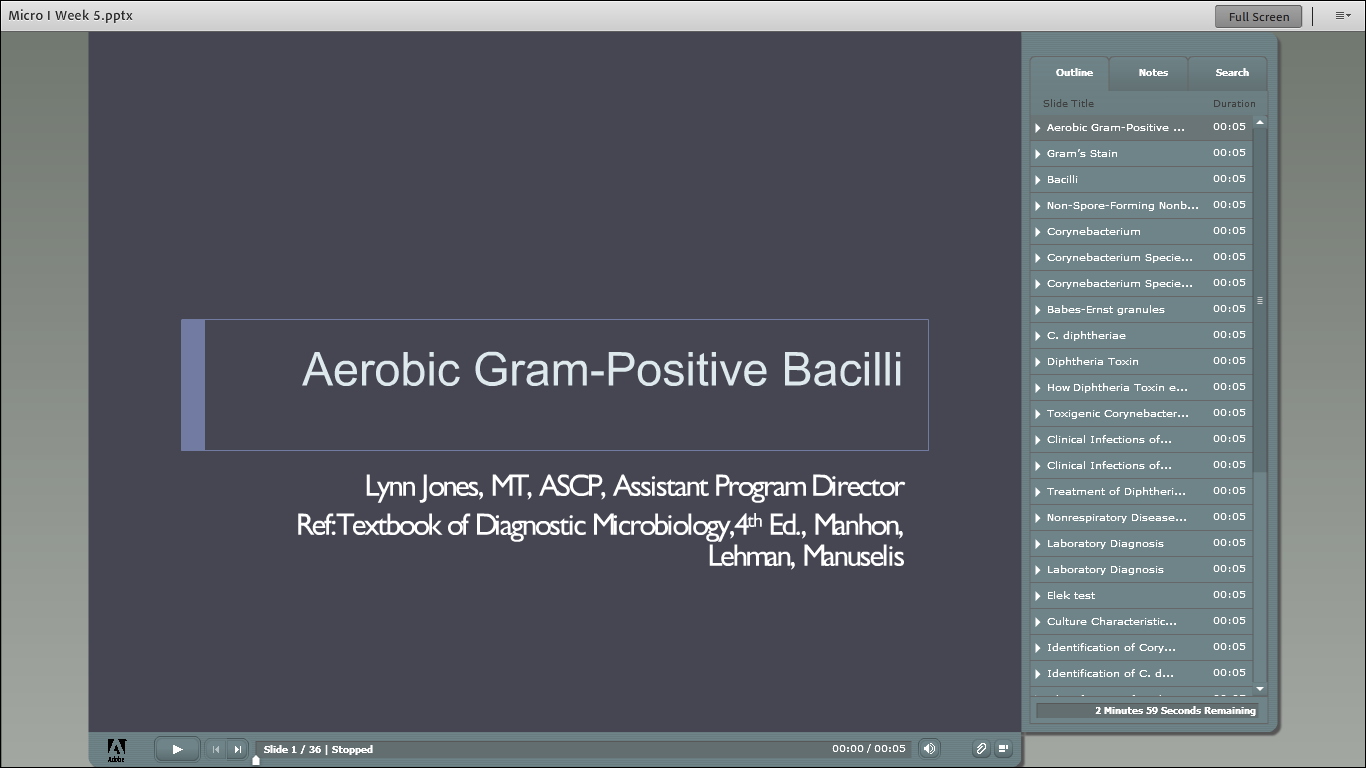 Micro I Week 5.pptx
Full Screen
Aerobic Gram-Positive Bacilli
Lynn Jones, MT, ASCP, Assistant Program Director
Ref:Textbook of Diagnostic Microbiology,4th Ed., Manhon,
Lehman, Manuselis
Outline Notes Search
Slide Title Duration
Aerobic Gram-Positive ... 00:05
Gram's Stain 00:05
Bacilli 00:05
Non-Spore-Forming Nonb... 00:05
Corynebacterium 00:05
Corynebacterium Specie... 00:05
Corynebacterium Specie... 00:05
Babes-Ernst granules 00:05
C. diphtheriae 00:05
Diphtheria Toxin 00:05
How Diphtheria Toxin e... 00:05
Toxigenic Corynebacter... 00:05
Clinical Infections of... 00:05
Clinical Infections of... 00:05
Treatment of Diphtheri... 00:05
Nonrespiratory Disease... 00:05
Laboratory Diagnosis 00:05
Laboratory Diagnosis 00:05
Elek test 00:05
Culture Characteristic... 00:05
Identification of Cory... 00:05
Identification of C. d... 00:05
2 Minutes 59 Seconds Remaining
Adobe
Slide 1 / 36 | Stopped 00:00 / 00:05